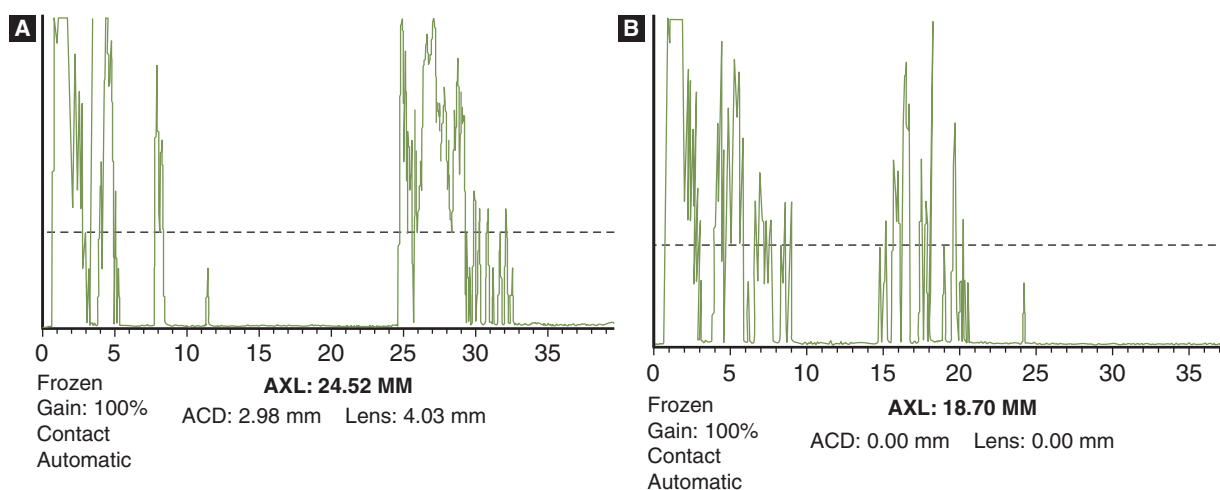 A
0 5 10 15 20 25 30 35
Frozen
Gain: 100%
Contact
Automatic
AXL: 24.52 MM
ACD: 2.98 mm Lens: 4.03 mm
B
0 5 10 15 20 25 30 35
Frozen
Gain: 100%
Contact
Automatic
AXL: 18.70 MM
ACD: 0.00 mm Lens: 0.00 mm